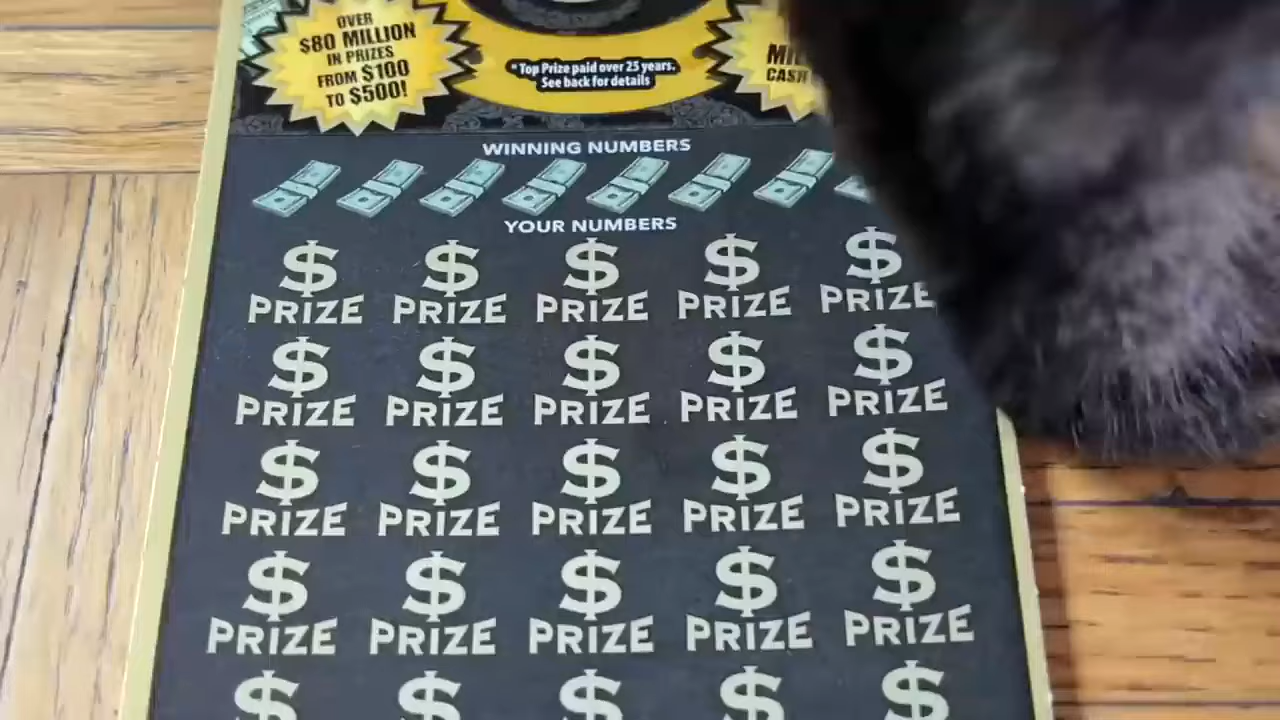 OVER
$80 MILLION
IN PRIZES
FROM $100
TO $500!
* Top Prize paid over 25 years.
See back for details
CASH
WINNING NUMBERS
YOUR NUMBERS
$ $ $ $ $
PRIZE PRIZE PRIZE PRIZE PRIZE
$ $ $ $ $
PRIZE PRIZE PRIZE PRIZE PRIZE
$ $ $ $ $
PRIZE PRIZE PRIZE PRIZE PRIZE
$ $ $ $ $
PRIZE PRIZE PRIZE PRIZE PRIZE
$ $ $ $ $